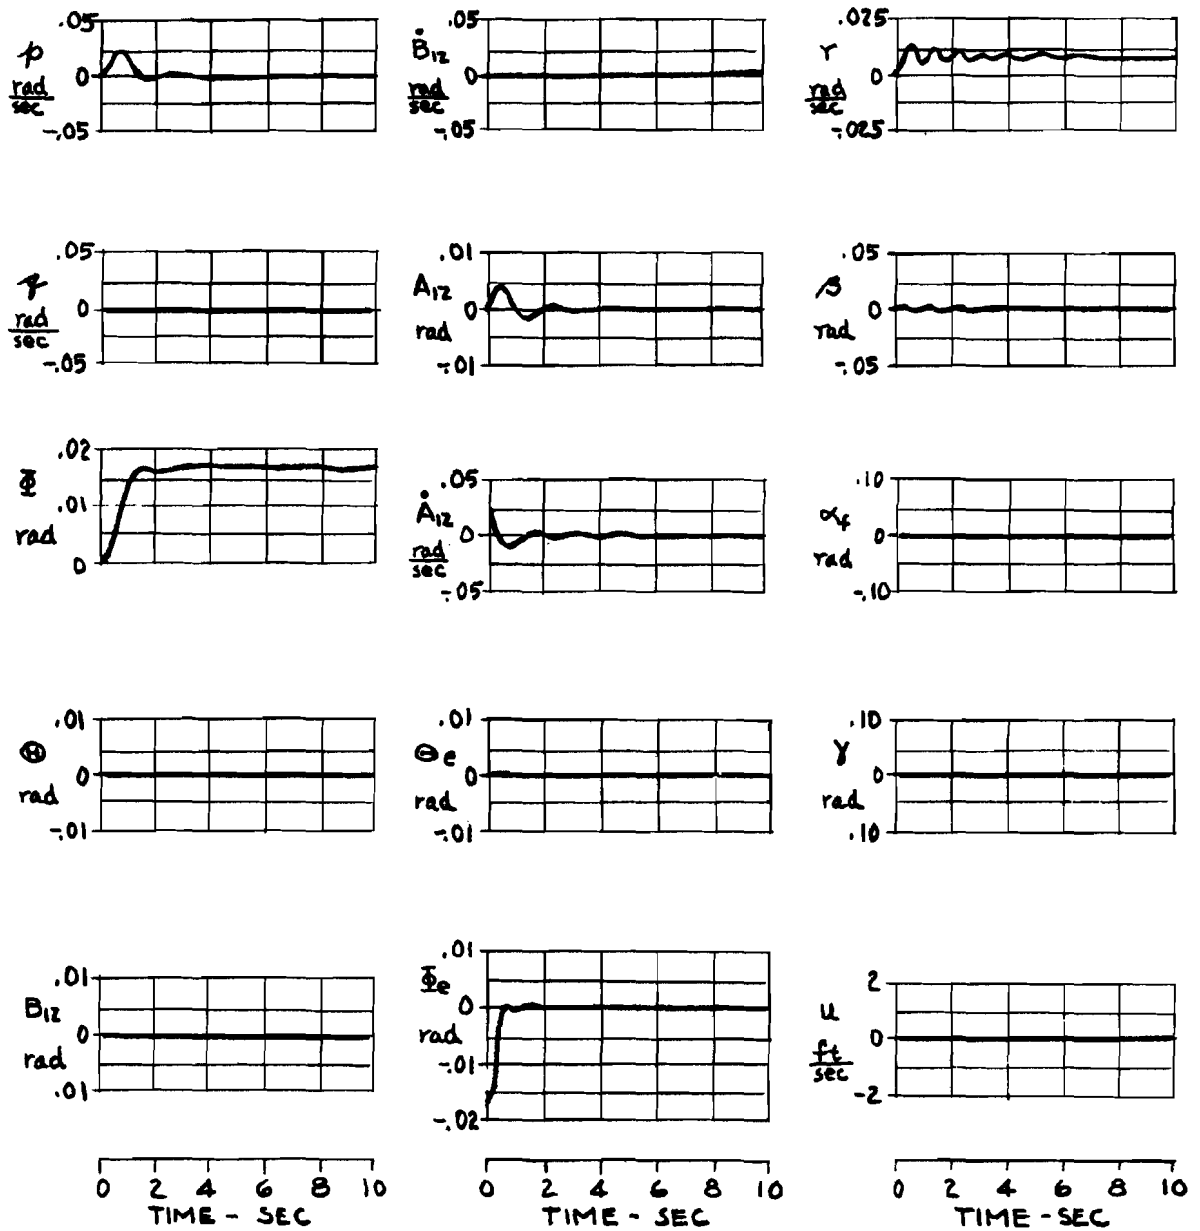 .05
p
rad
sec
0
-.05
.05
Ḃ₁₂
rad
sec
0
-.05
.025
r
rad
sec
0
-.025
.05
q
rad
sec
0
-.05
.01
A₁₂
rad
0
-.01
.05
β
rad
0
-.05
.02
Φ
rad
.01
0
.05
Ȧ₁₂
rad
sec
0
-.05
.10
α_f
rad
0
-.10
.01
Θ
rad
0
-.01
.01
Θe
rad
0
-.01
.10
γ
rad
0
.10
.01
B₁₂
rad
0
.01
.01
Φe
rad
0
-.01
-.02
2
u
ft
sec
0
-2
0 2 4 6 8 10
TIME - SEC
0 2 4 6 8 10
TIME - SEC
0 2 4 6 8 10
TIME - SEC